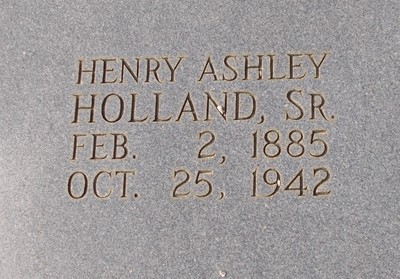 HENRY ASHLEY
HOLLAND, SR.
FEB. 2, 1885
OCT. 25, 1942